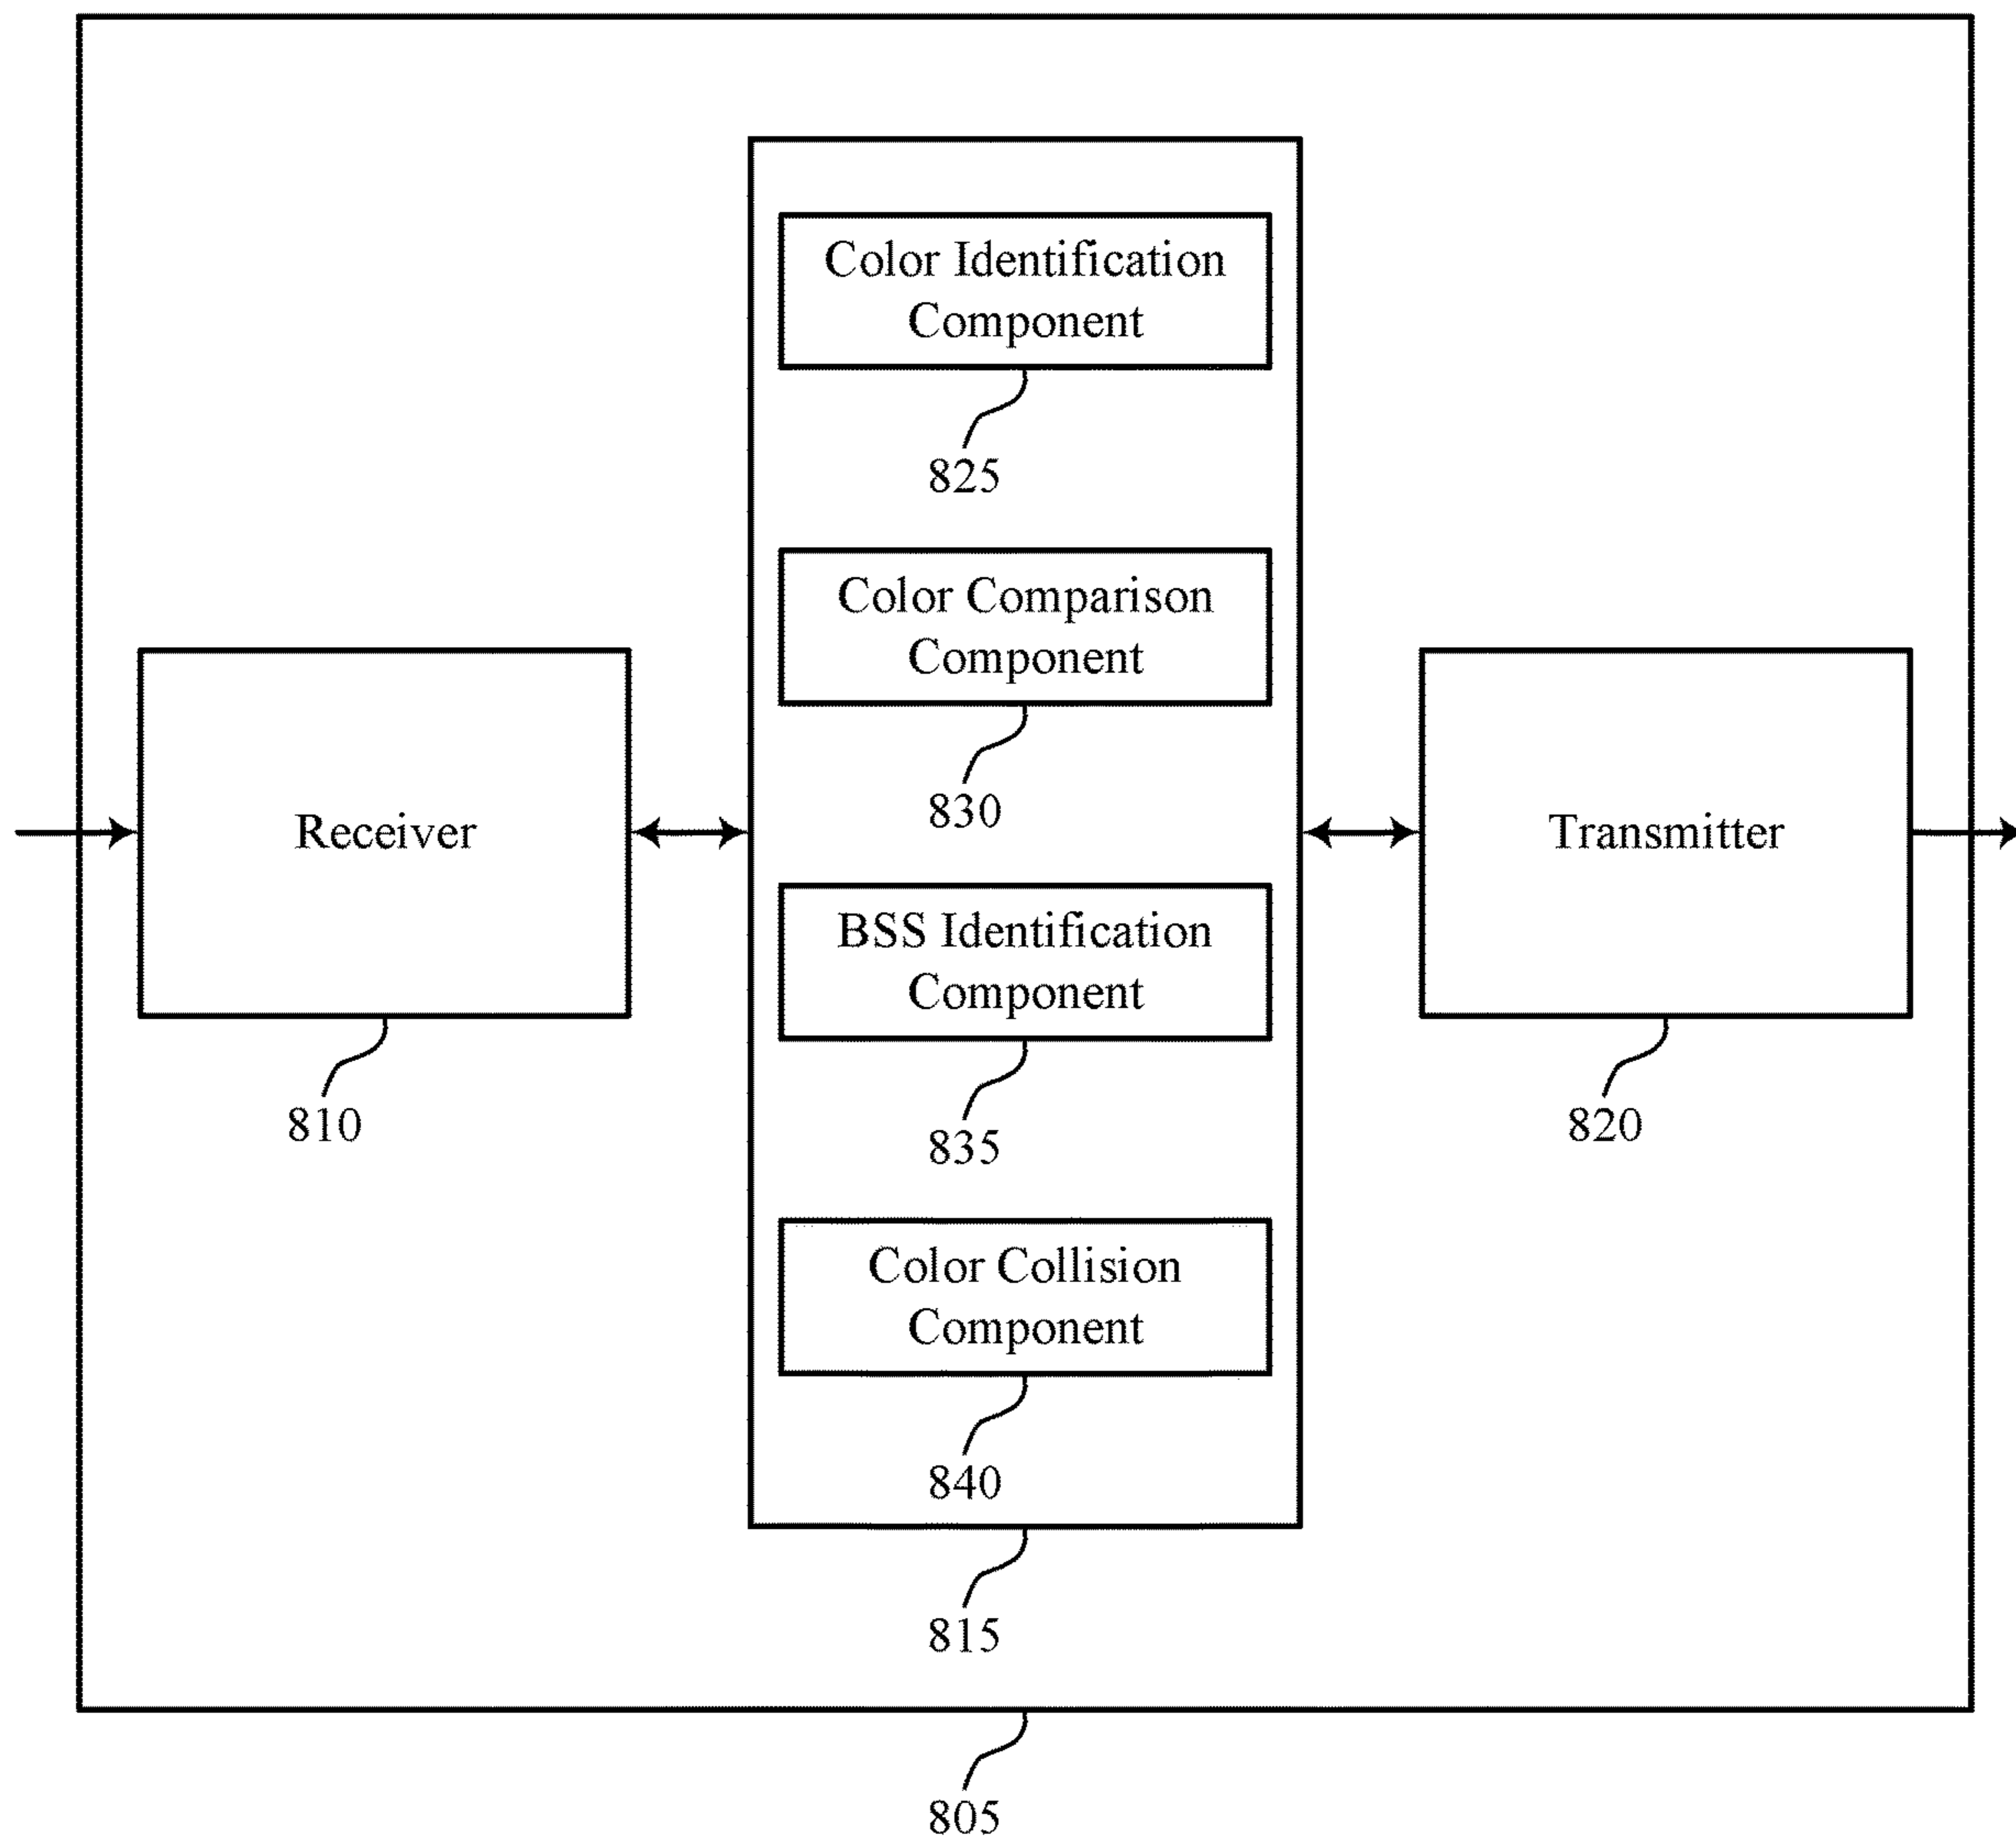 Color Identification
Component
825
Color Comparison
Component
830
Receiver
810
BSS Identification
Component
835
Transmitter
820
Color Collision
Component
840
815
805